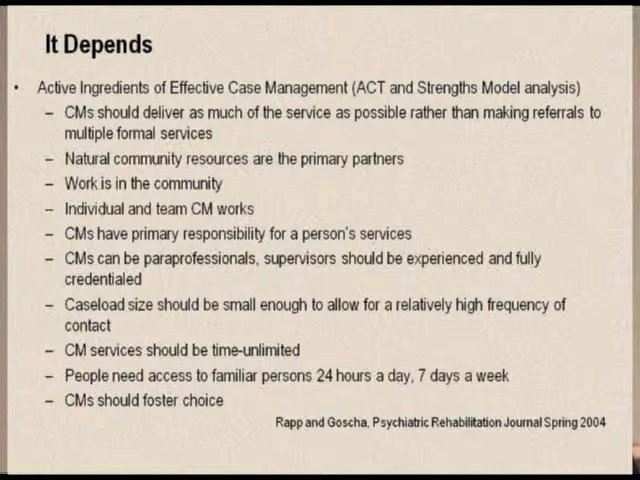 It Depends
• Active Ingredients of Effective Case Management (ACT and Strengths Model analysis)
– CMs should deliver as much of the service as possible rather than making referrals to
multiple formal services
– Natural community resources are the primary partners
– Work is in the community
– Individual and team CM works
– CMs have primary responsibility for a person's services
– CMs can be paraprofessionals, supervisors should be experienced and fully
credentialed
– Caseload size should be small enough to allow for a relatively high frequency of
contact
– CM services should be time-unlimited
– People need access to familiar persons 24 hours a day, 7 days a week
– CMs should foster choice
Rapp and Goscha, Psychiatric Rehabilitation Journal Spring 2004